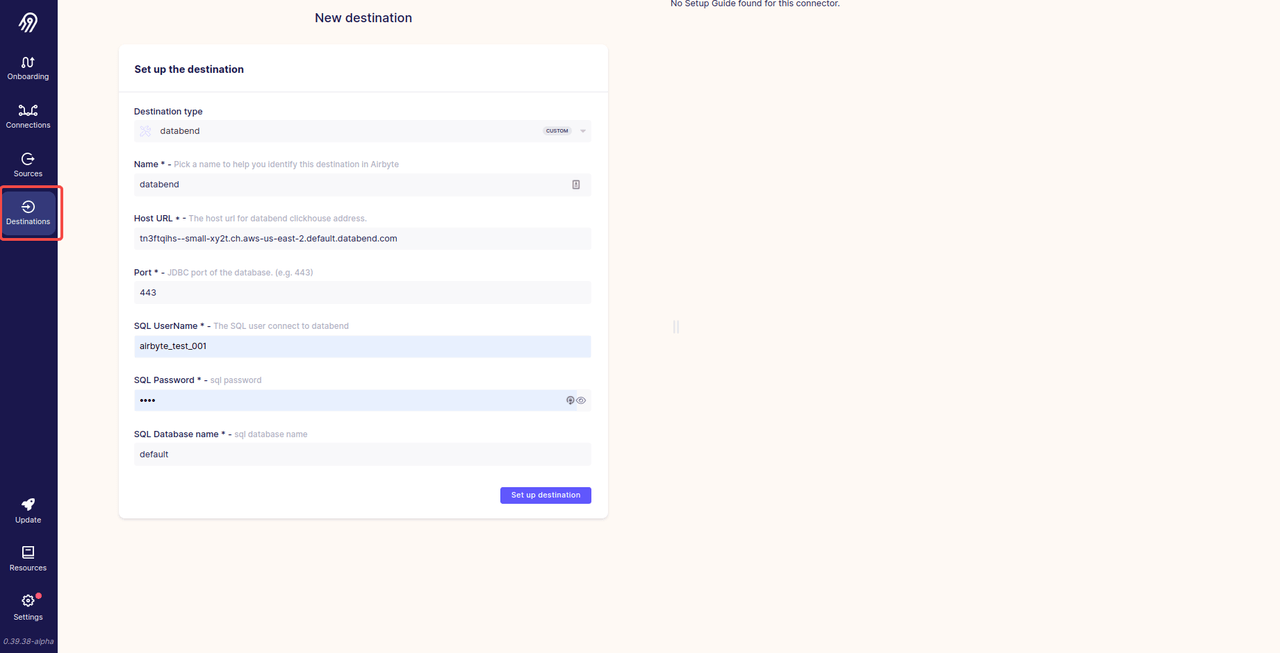 Onboarding
Connections
Sources
Destinations
Update
Resources
Settings
0.39.38-alpha
New destination
Set up the destination
Destination type
databend CUSTOM
Name * - Pick a name to help you identify this destination in Airbyte
databend
Host URL * - The host url for databend clickhouse address.
tn3ftqihs--small-xy2t.ch.aws-us-east-2.default.databend.com
Port * - JDBC port of the database. (e.g. 443)
443
SQL UserName * - The SQL user connect to databend
airbyte_test_001
SQL Password * - sql password
••••
SQL Database name * - sql database name
default
Set up destination
No Setup Guide found for this connector.